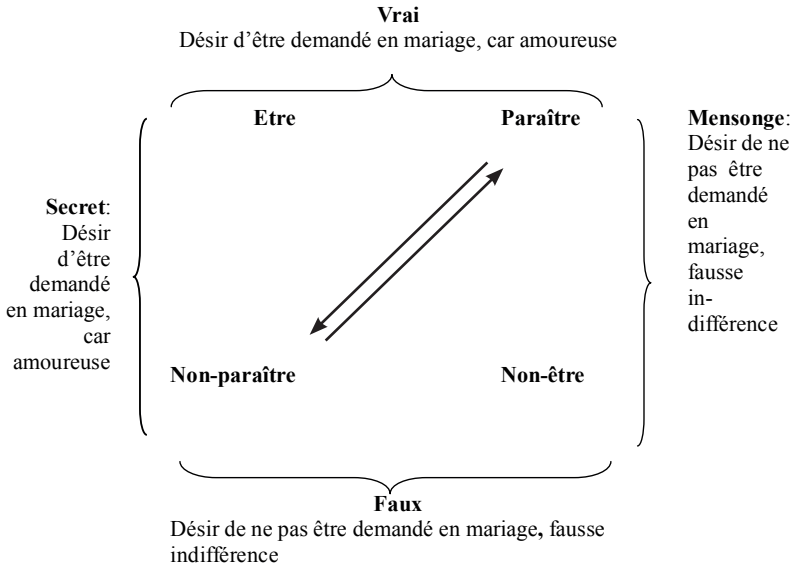 Vrai
Désir d’être demandé en mariage, car amoureuse
Etre
Paraître
Secret:
Désir
d’être
demandé
en mariage,
car
amoureuse
Mensonge:
Désir de ne
pas être
demandé
en
mariage,
fausse
in-
différence
Non-paraître
Non-être
Faux
Désir de ne pas être demandé en mariage, fausse
indifférence